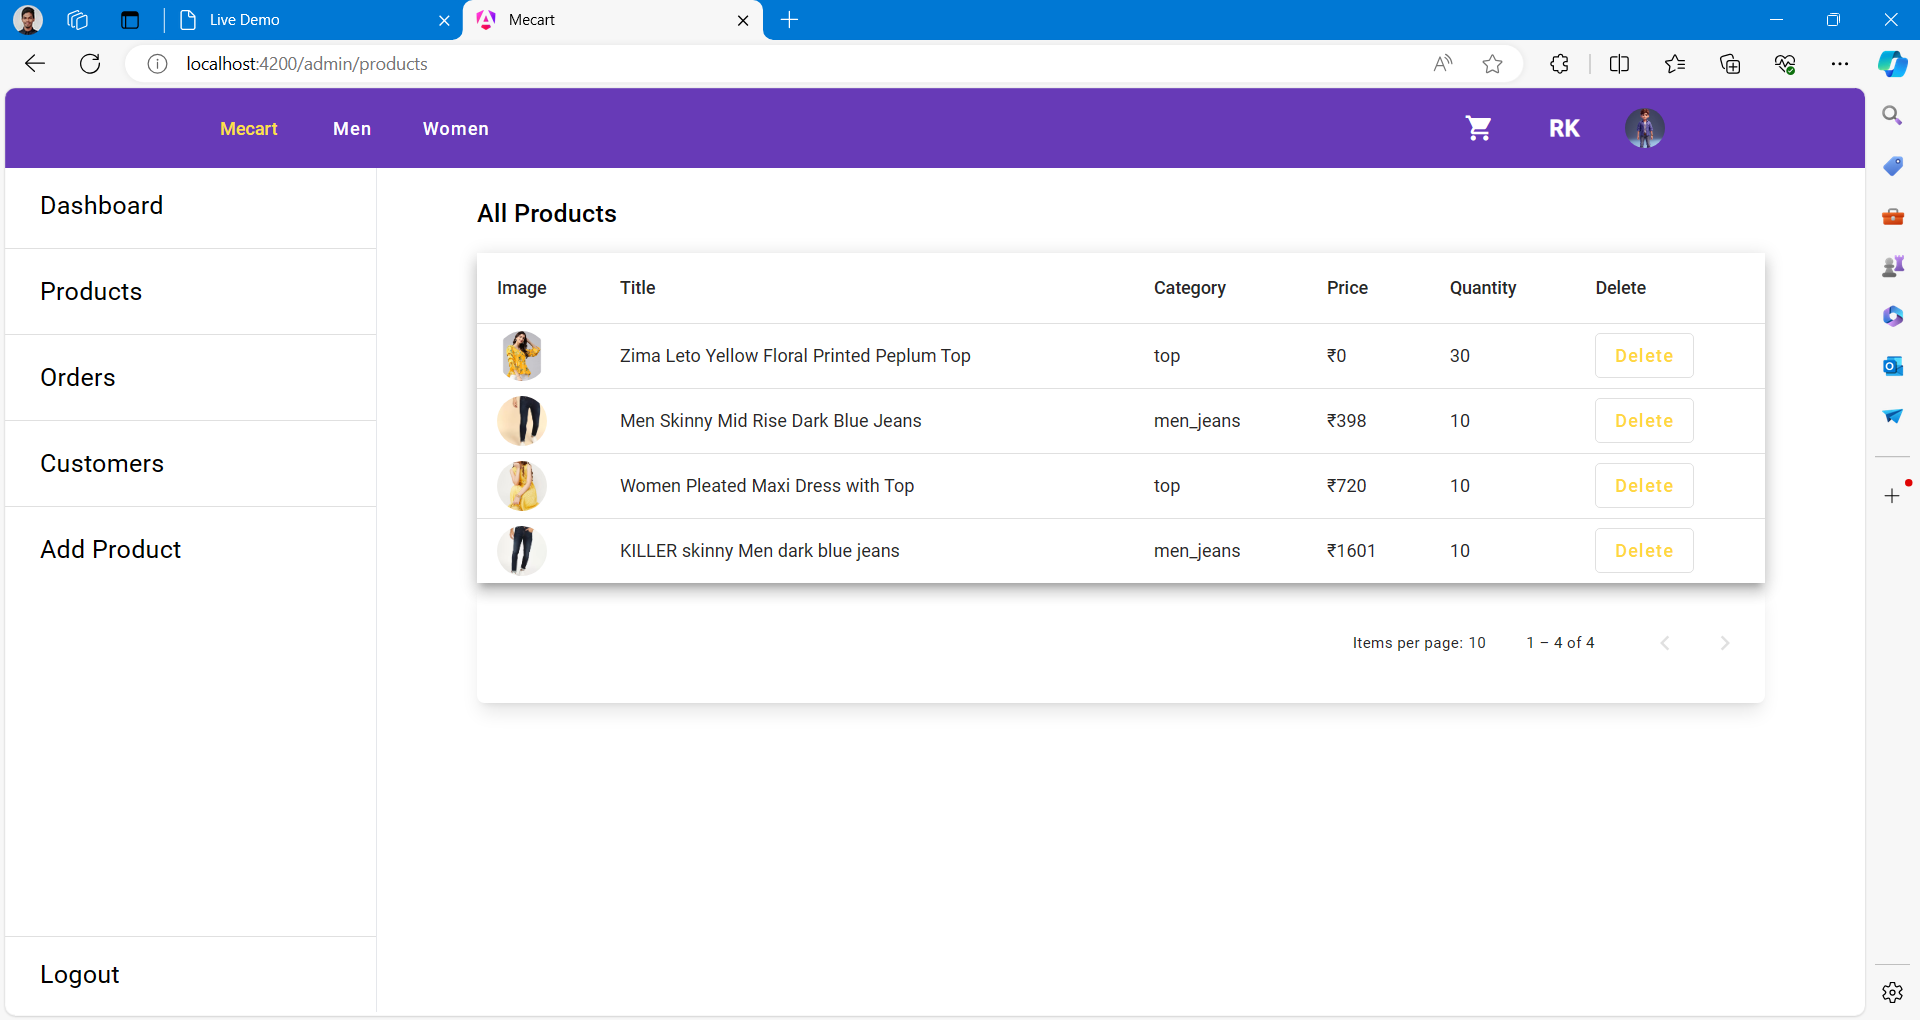 Live Demo
Mecart
localhost:4200/admin/products
Mecart Men Women RK
Dashboard
Products
Orders
Customers
Add Product
Logout
All Products
Image Title Category Price Quantity Delete
Zima Leto Yellow Floral Printed Peplum Top top ₹0 30 Delete
Men Skinny Mid Rise Dark Blue Jeans men_jeans ₹398 10 Delete
Women Pleated Maxi Dress with Top top ₹720 10 Delete
KILLER skinny Men dark blue jeans men_jeans ₹1601 10 Delete
Items per page: 10 1 – 4 of 4